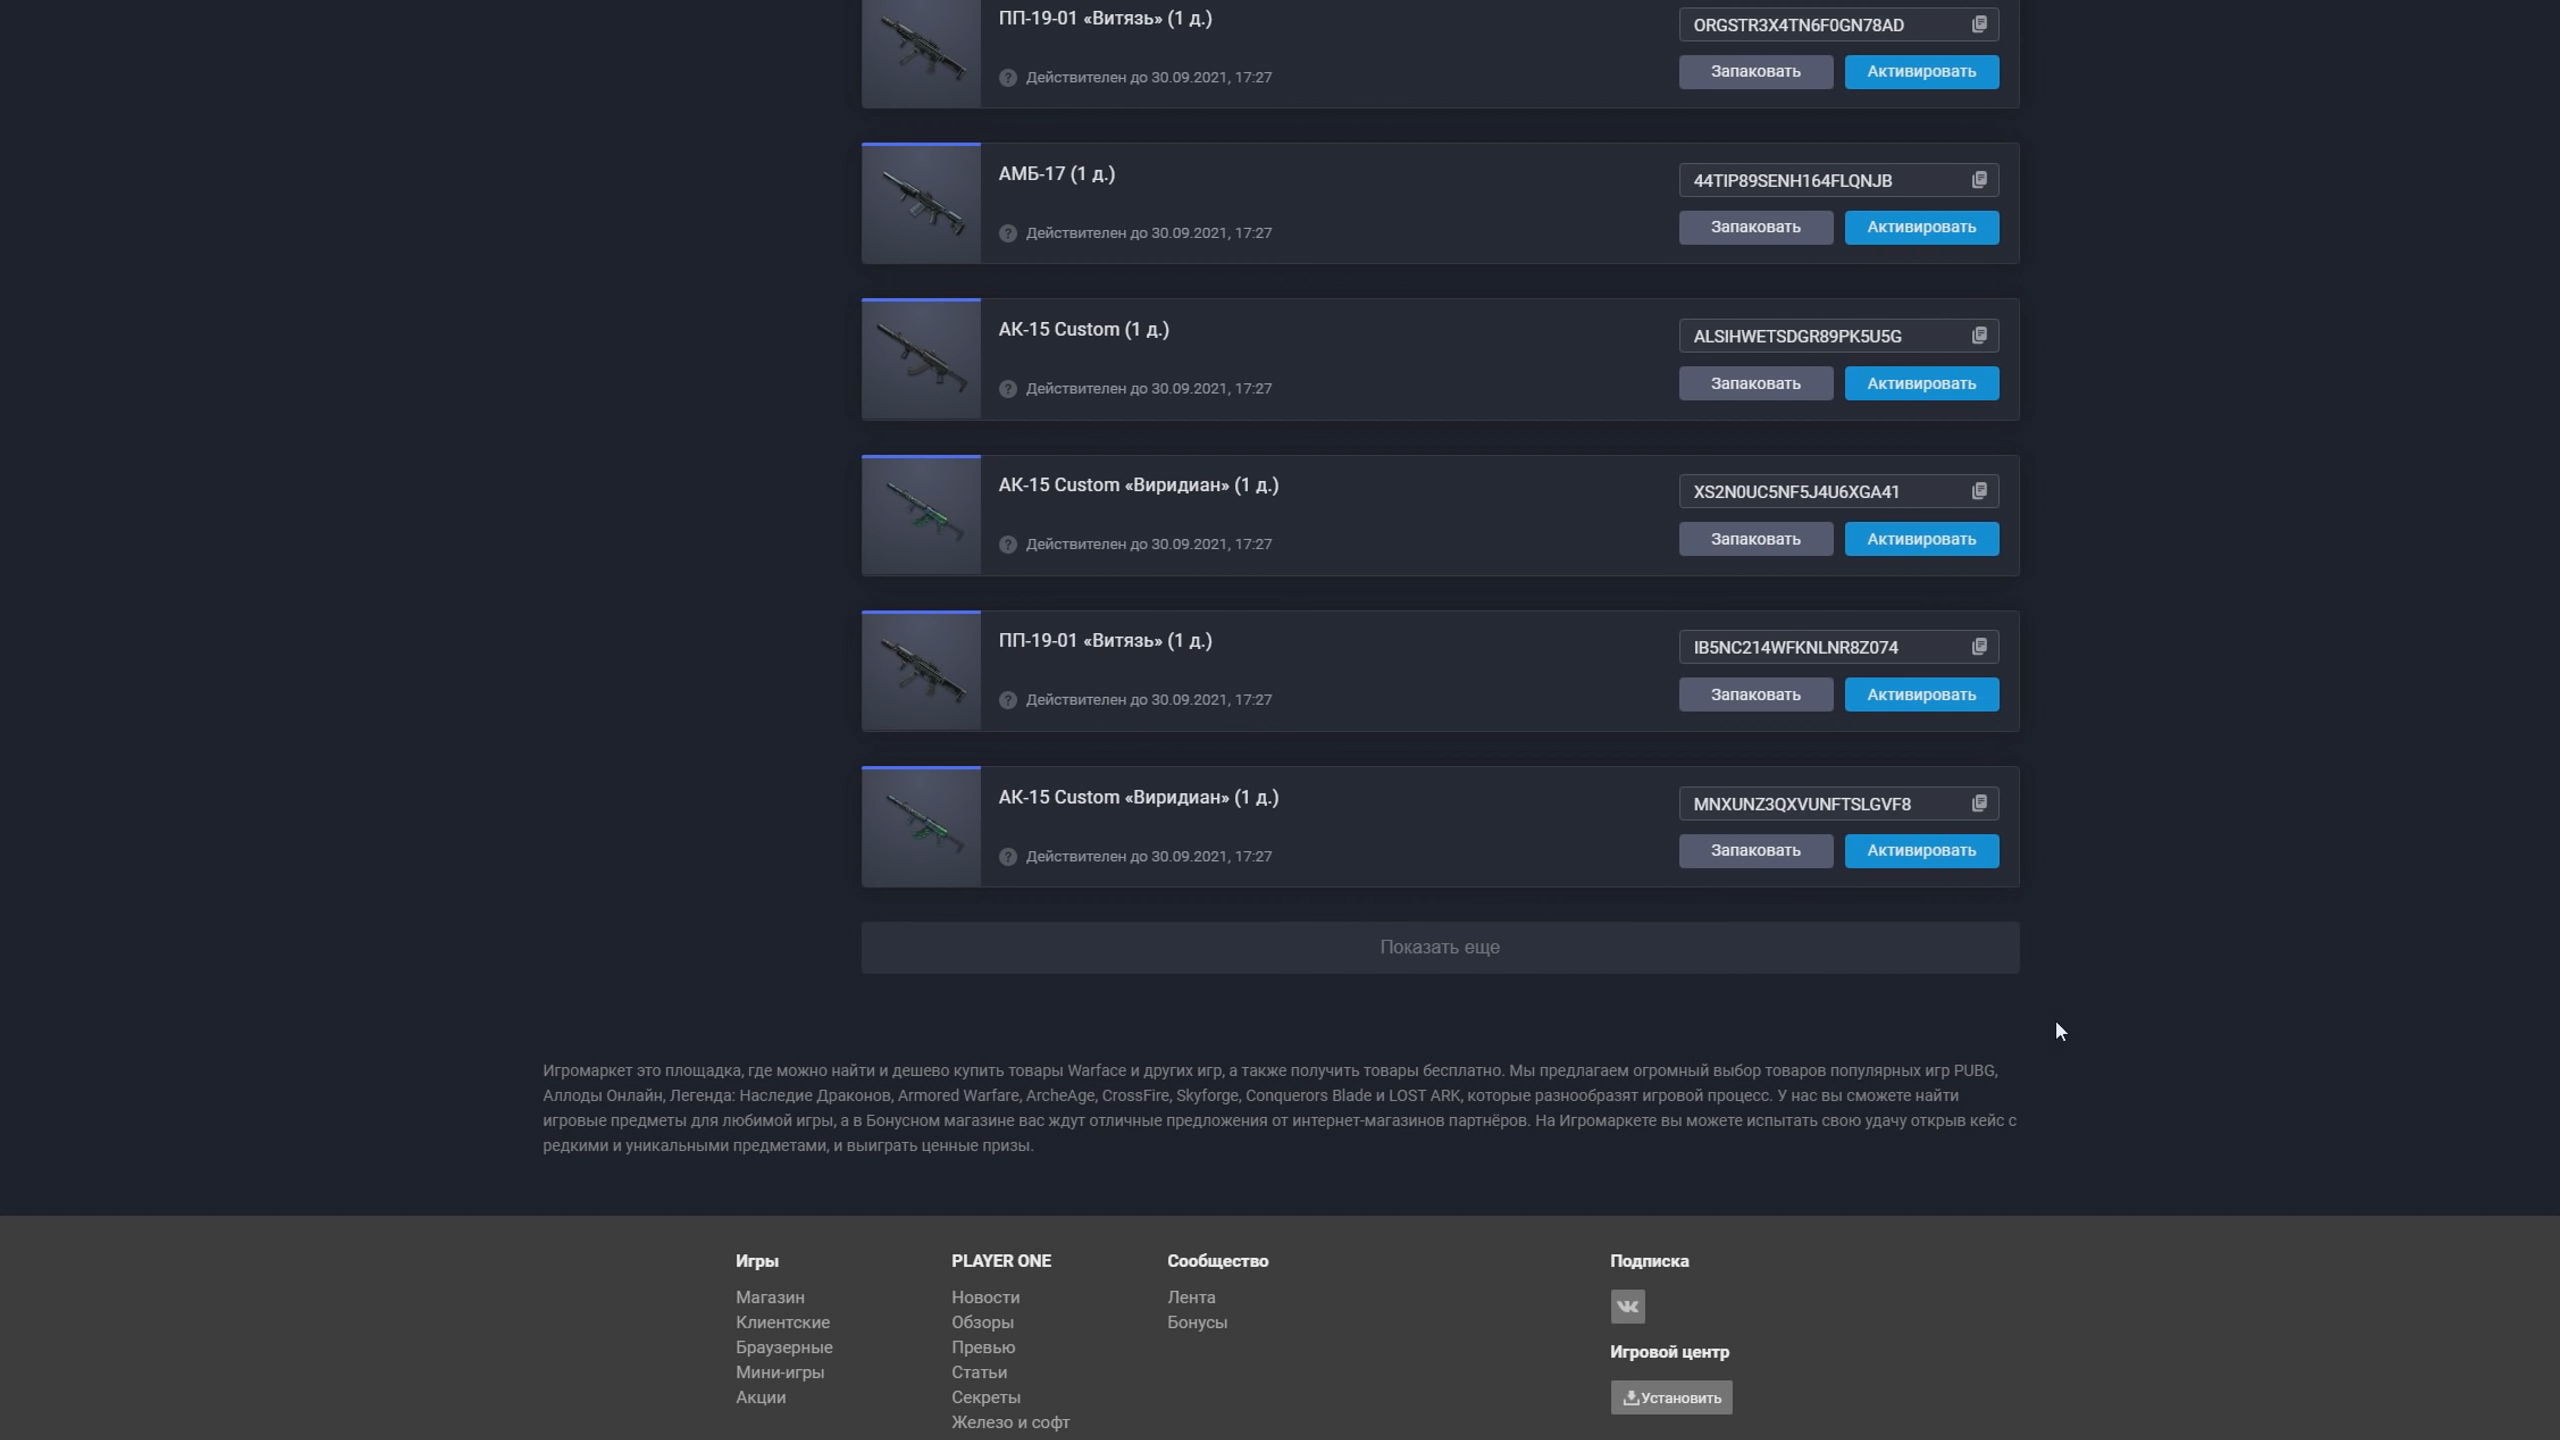 ПП-19-01 «Витязь» (1 д.)
ORGSTR3X4TN6F0GN78AD
Действителен до 30.09.2021, 17:27
Запаковать
Активировать
АМБ-17 (1 д.)
44TIP89SENH164FLQNJB
Действителен до 30.09.2021, 17:27
Запаковать
Активировать
АК-15 Custom (1 д.)
ALSIHWETSDGR89PK5U5G
Действителен до 30.09.2021, 17:27
Запаковать
Активировать
АК-15 Custom «Виридиан» (1 д.)
XS2N0UC5NF5J4U6XGA41
Действителен до 30.09.2021, 17:27
Запаковать
Активировать
ПП-19-01 «Витязь» (1 д.)
IB5NC214WFKNLNR8Z074
Действителен до 30.09.2021, 17:27
Запаковать
Активировать
АК-15 Custom «Виридиан» (1 д.)
MNXUNZ3QXVUNFTSLGVF8
Действителен до 30.09.2021, 17:27
Запаковать
Активировать
Показать еще
Игромаркет это площадка, где можно найти и дешево купить товары Warface и других игр, а также получить товары бесплатно. Мы предлагаем огромный выбор товаров популярных игр PUBG,
Аллоды Онлайн, Легенда: Наследие Драконов, Armored Warfare, ArcheAge, CrossFire, Skyforge, Conquerors Blade и LOST ARK, которые разнообразят игровой процесс. У нас вы сможете найти
игровые предметы для любимой игры, а в Бонусном магазине вас ждут отличные предложения от интернет-магазинов партнёров. На Игромаркете вы можете испытать свою удачу открыв кейс с
редкими и уникальными предметами, и выиграть ценные призы.
Игры
Магазин
Клиентские
Браузерные
Мини-игры
Акции
PLAYER ONE
Новости
Обзоры
Превью
Статьи
Секреты
Железо и софт
Сообщество
Лента
Бонусы
Подписка
Игровой центр
Установить